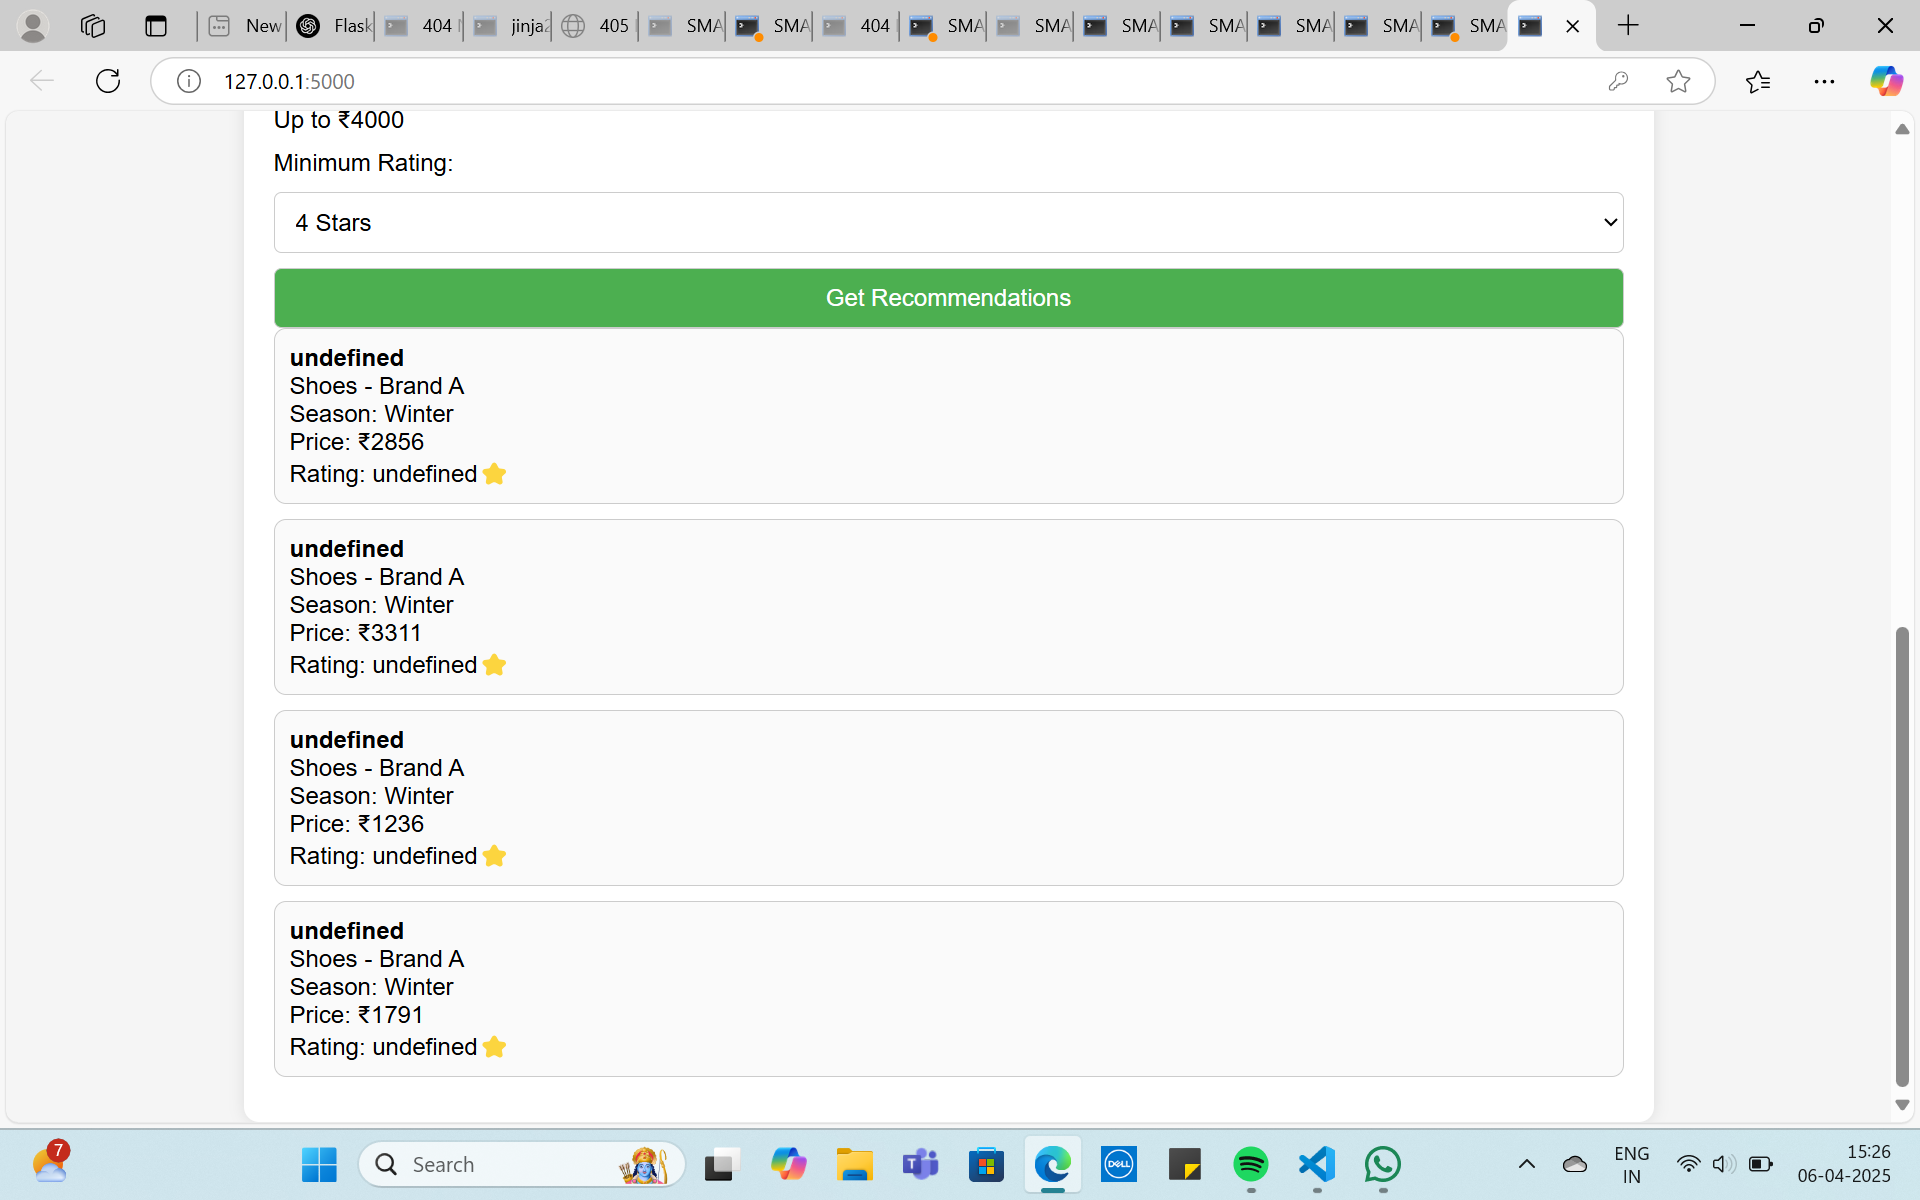 New
Flask
404
jinja2
405
SMA
SMA
404
SMA
SMA
SMA
SMA
SMA
SMA
SMA
127.0.0.1:5000
Up to ₹4000
Minimum Rating:
4 Stars
Get Recommendations
undefined
Shoes - Brand A
Season: Winter
Price: ₹2856
Rating: undefined
undefined
Shoes - Brand A
Season: Winter
Price: ₹3311
Rating: undefined
undefined
Shoes - Brand A
Season: Winter
Price: ₹1236
Rating: undefined
undefined
Shoes - Brand A
Season: Winter
Price: ₹1791
Rating: undefined
7
Search
DELL
ENG
IN
15:26
06-04-2025